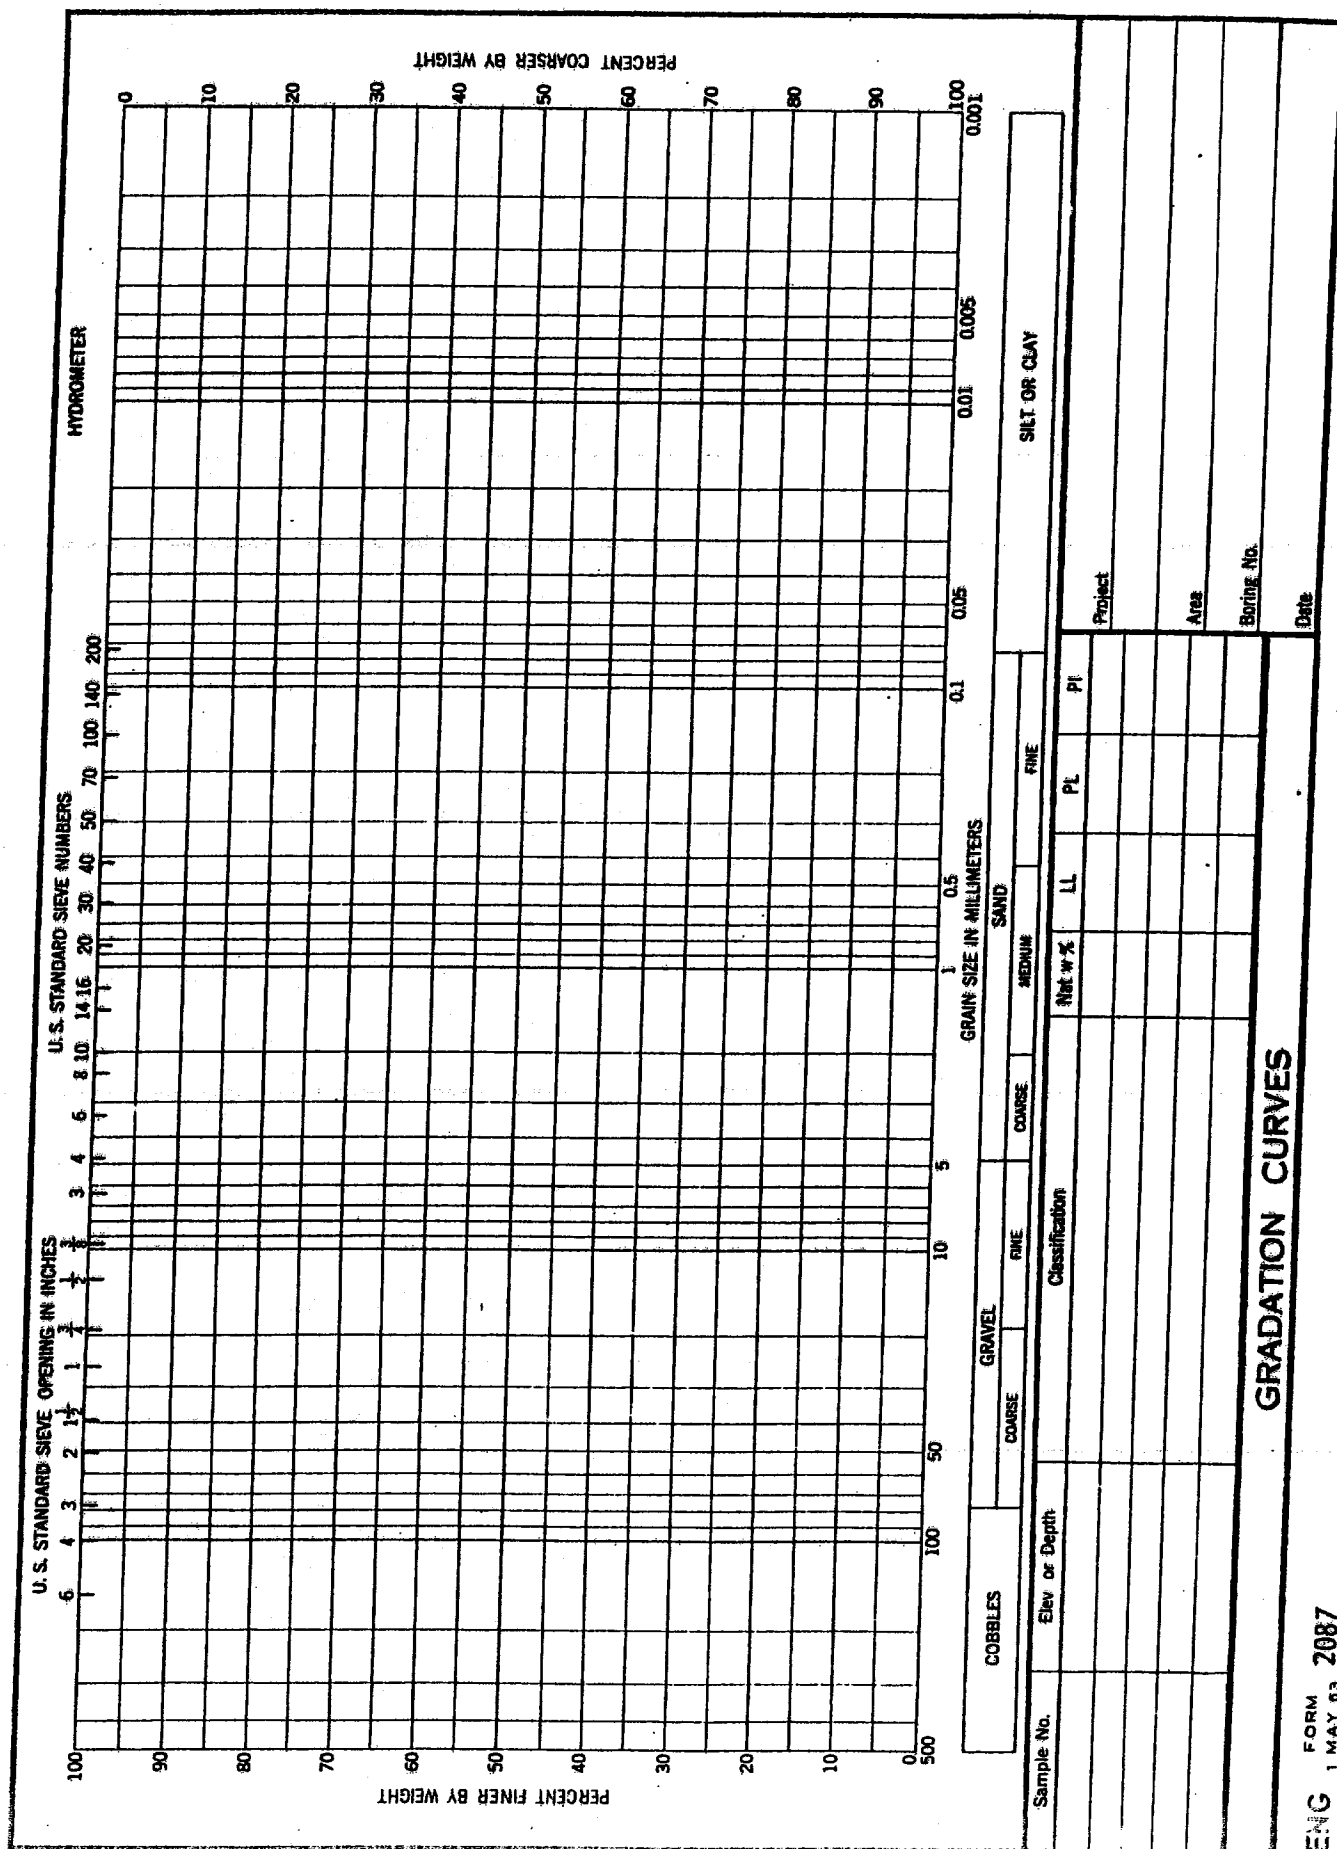 U. S. STANDARD SIEVE OPENING IN INCHES
U. S. STANDARD SIEVE NUMBERS
HYDROMETER
6 4 3 2 1½ 1 ¾ ½ ⅜ 3 4 6 8 10 14 16 20 30 40 50 70 100 140 200
PERCENT FINER BY WEIGHT
100
90
80
70
60
50
40
30
20
10
0
PERCENT COARSER BY WEIGHT
0
10
20
30
40
50
60
70
80
90
100
500 100 50 10 5 1 0.5 0.1 0.05 0.01 0.005 0.001
GRAIN SIZE IN MILLIMETERS
COBBLES GRAVEL SAND SILT OR CLAY
COARSE FINE COARSE MEDIUM FINE
Sample No. Elev or Depth Classification Nat w % LL PL PI
Project
Area
Boring No.
Date
GRADATION CURVES
ENG FORM 1 MAY 63 2087